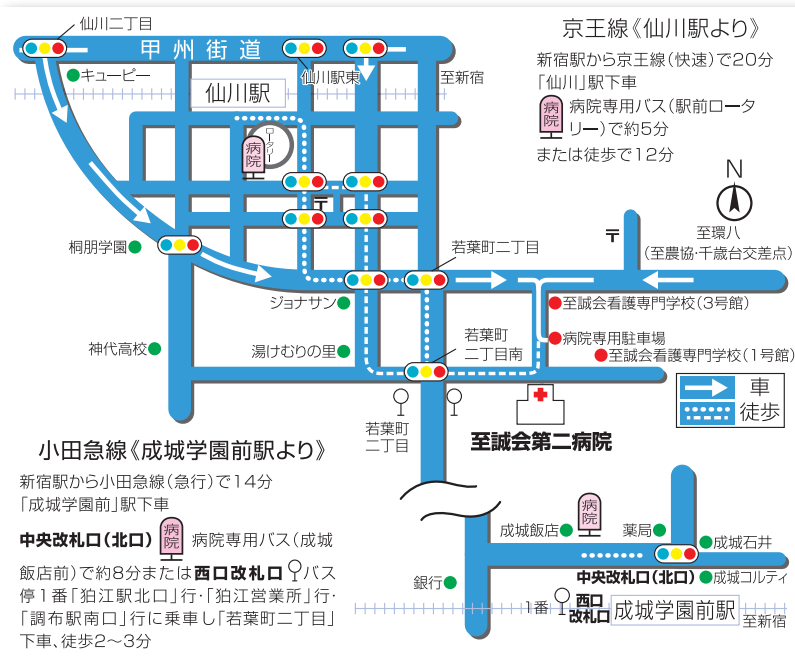 仙川二丁目
甲州街道
キューピー
仙川駅東
至新宿
仙川駅
ロータリー
病院
〒
桐朋学園
若葉町二丁目
ジョナサン
神代高校
湯けむりの里
若葉町
二丁目南
若葉町
二丁目
京王線《仙川駅より》
新宿駅から京王線(快速)で20分
「仙川」駅下車
病院 病院専用バス(駅前ロータ
リー)で約5分
または徒歩で12分
N
〒
至環八
(至農協・千歳台交差点)
至誠会看護専門学校(3号館)
病院専用駐車場
至誠会看護専門学校(1号館)
車
徒歩
至誠会第二病院
小田急線《成城学園前駅より》
新宿駅から小田急線(急行)で14分
「成城学園前」駅下車
中央改札口(北口) 病院 病院専用バス(成城
飯店前)で約8分または西口改札口 バス
停1番「狛江駅北口」行・「狛江営業所」行・
「調布駅南口」行に乗車し「若葉町二丁目」
下車、徒歩2〜3分
成城飯店
病院
薬局
成城石井
中央改札口(北口)
成城コルティ
銀行
1番
西口
改札口
成城学園前駅
至新宿